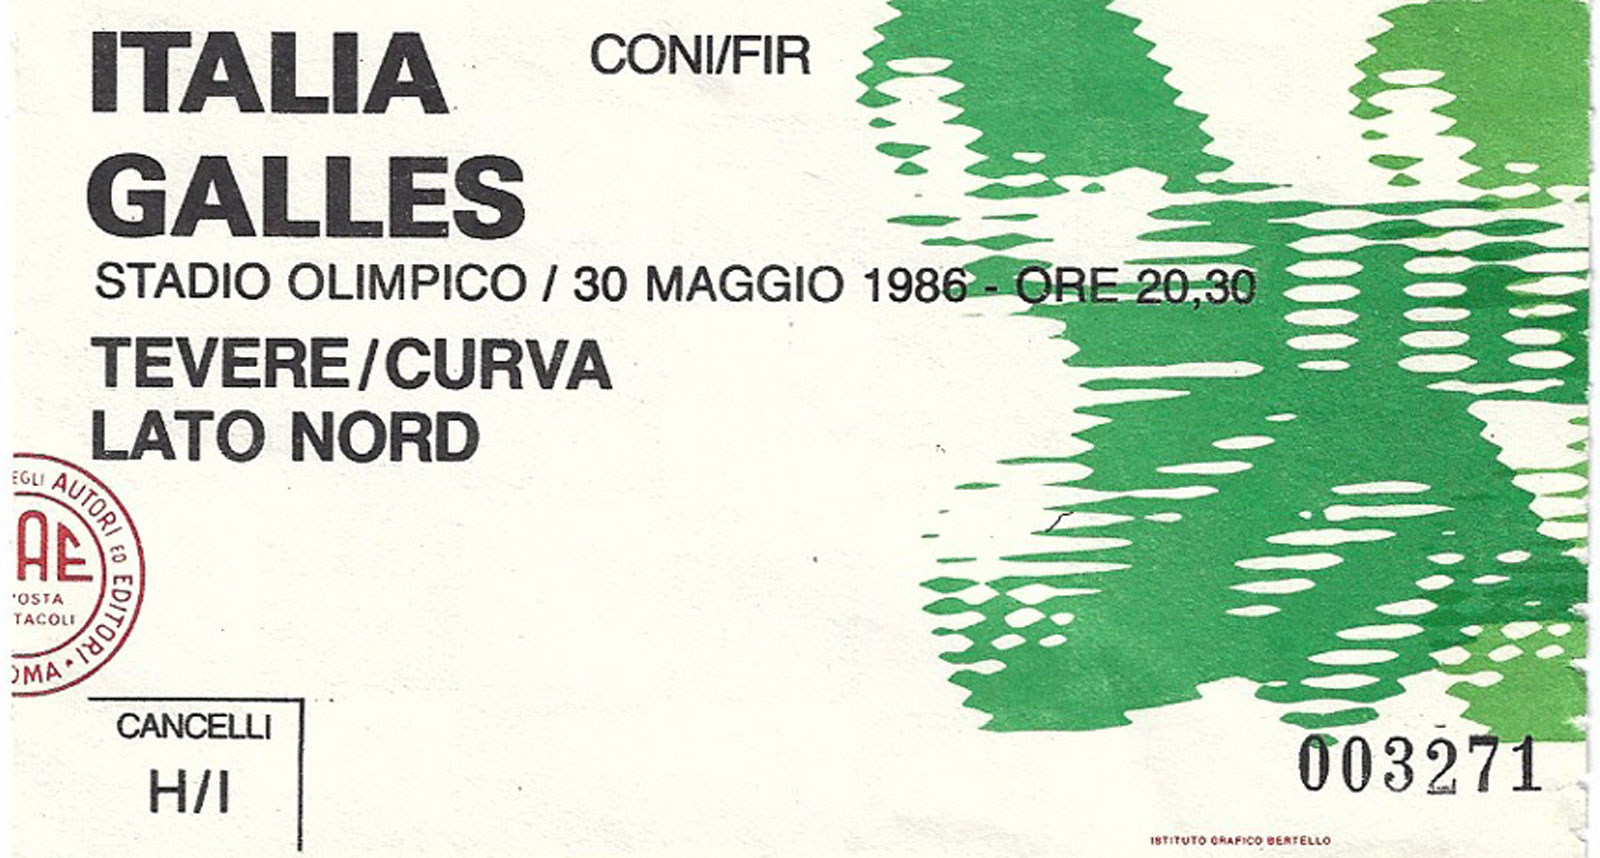 ITALIA
GALLES
CONI/FIR
STADIO OLIMPICO / 30 MAGGIO 1986 - ORE 20,30
TEVERE/CURVA
LATO NORD
AUTORI ED EDITORI
CANCELLI
H/I
003271
ISTITUTO GRAFICO BERTELLO